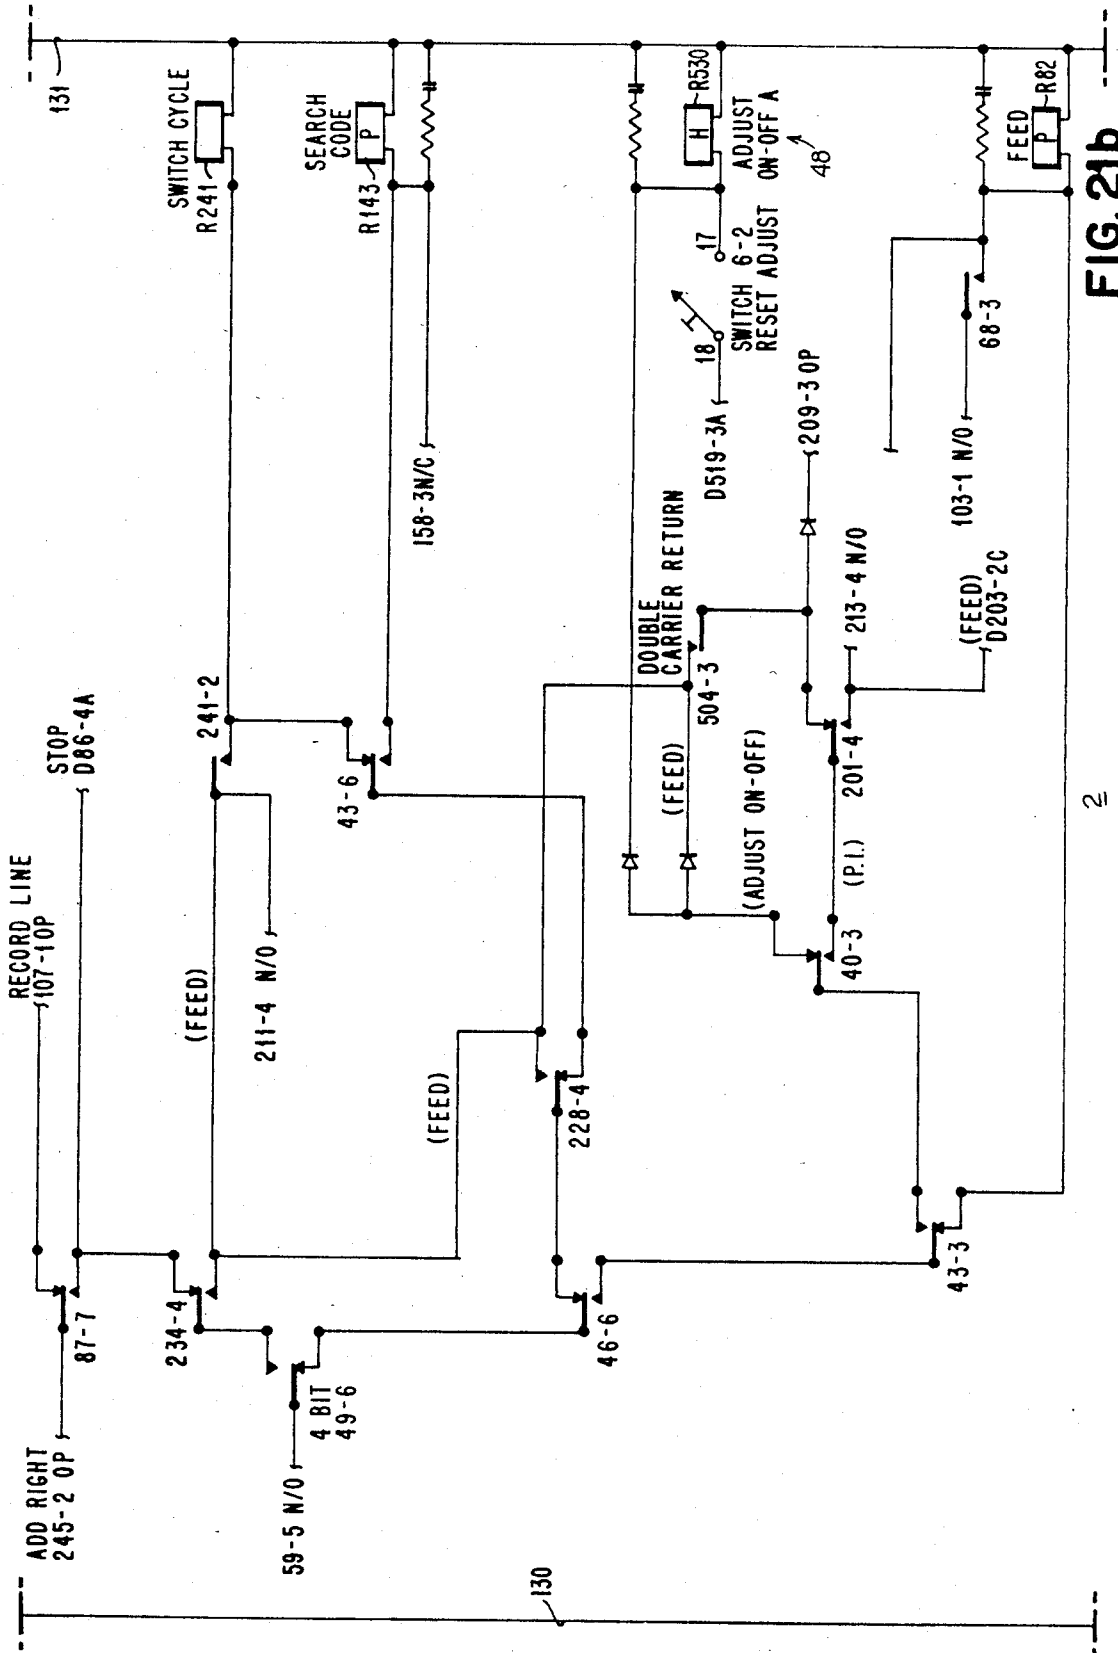 ADD RIGHT
245-2 OP
RECORD LINE
107-1OP
STOP
D86-4A
131
SWITCH CYCLE
R241
87-7
234-4
(FEED)
241-2
211-4 N/O
SEARCH
CODE
R143
P
43-6
158-3N/C
4 BIT
49-6
59-5 N/O
(FEED)
228-4
46-6
DOUBLE
CARRIER RETURN
504-3
(FEED)
(ADJUST ON-OFF)
D519-3A
18
17
SWITCH 6-2
RESET ADJUST
H
R530
ADJUST
ON-OFF A
48
209-3 OP
213-4 N/O
201-4
(P.I.)
40-3
(FEED)
D203-2C
103-1 N/O
68-3
FEED
P
R82
43-3
130
2
FIG. 21b